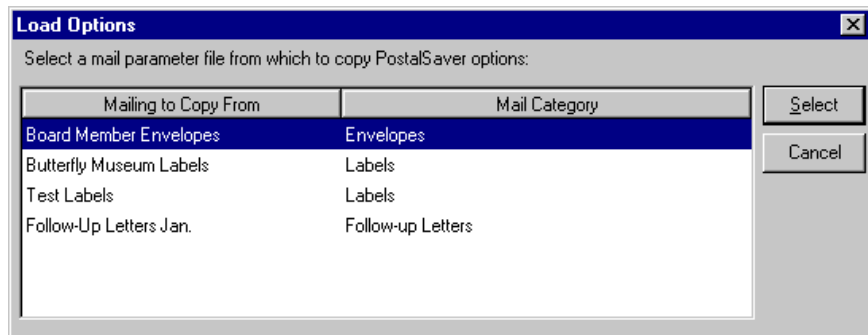 Load Options
Select a mail parameter file from which to copy PostalSaver options:
Mailing to Copy From Mail Category
Board Member Envelopes Envelopes
Butterfly Museum Labels Labels
Test Labels Labels
Follow-Up Letters Jan. Follow-up Letters
Select
Cancel